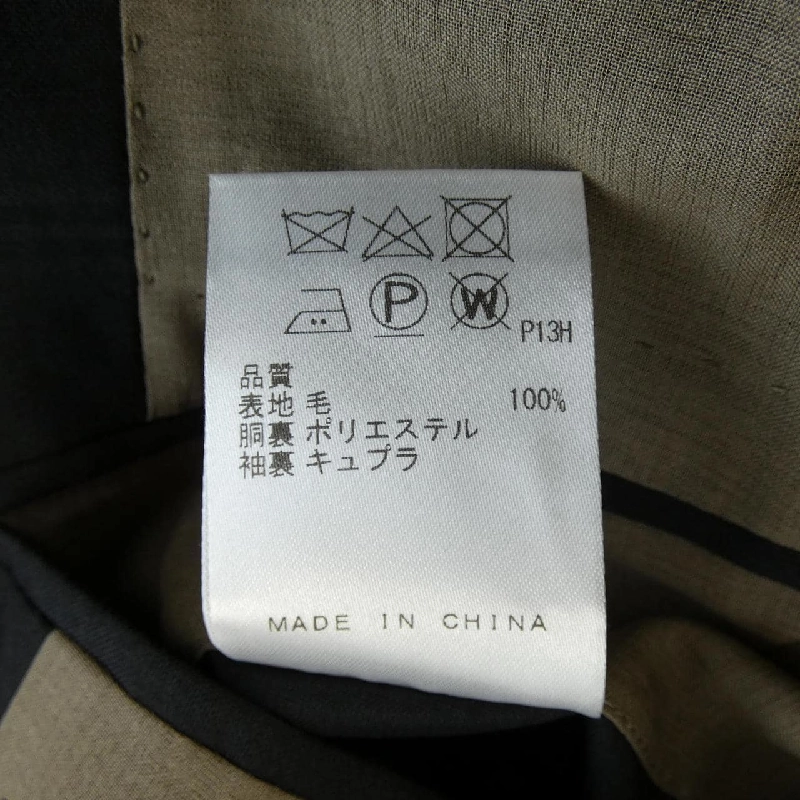 P W P13H
品質
表地 毛 100%
胴裏 ポリエステル
袖裏 キュプラ
MADE IN CHINA